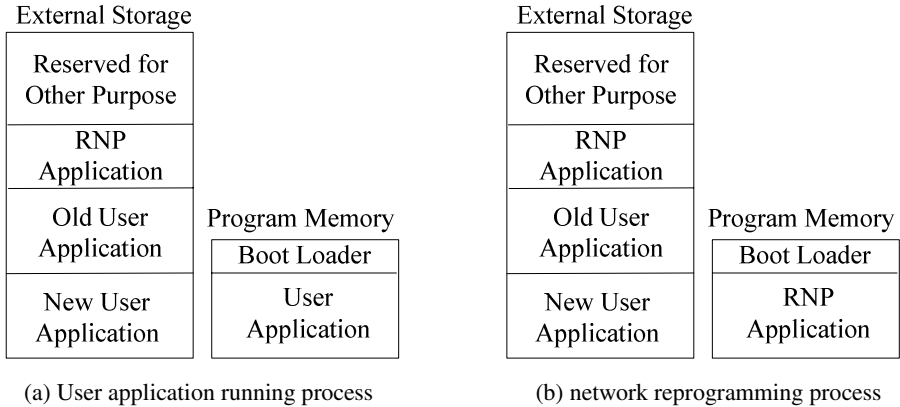 External Storage
Reserved for
Other Purpose
RNP
Application
Old User
Application
New User
Application
Program Memory
Boot Loader
User
Application
(a) User application running process
External Storage
Reserved for
Other Purpose
RNP
Application
Old User
Application
New User
Application
Program Memory
Boot Loader
RNP
Application
(b) network reprogramming process